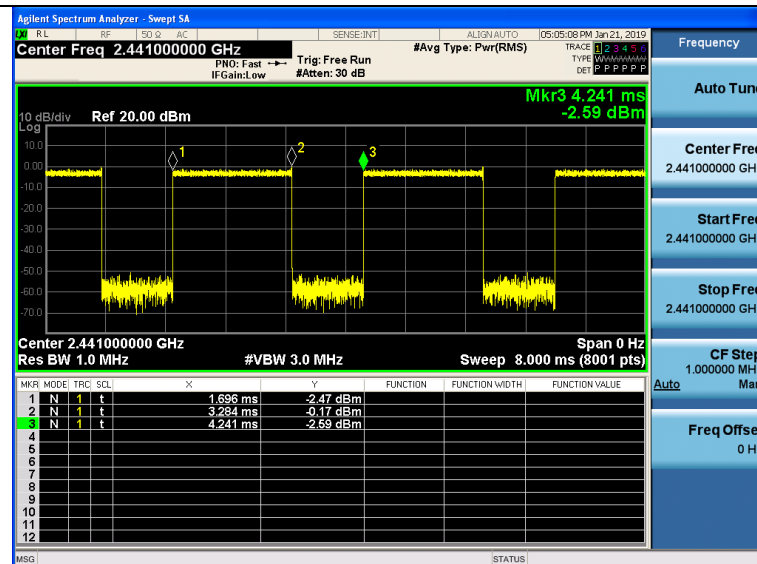 Agilent Spectrum Analyzer - Swept SA
RL RF 50 Ω AC SENSE:INT ALIGN AUTO 05:05:08 PM Jan 21, 2019
Center Freq 2.441000000 GHz
PNO: Fast
IFGain:Low
Trig: Free Run
#Atten: 30 dB
#Avg Type: Pwr(RMS)
TRACE 1 2 3 4 5 6
TYPE WWWWWW
DET P P P P P P
Mkr3 4.241 ms
-2.59 dBm
10 dB/div Ref 20.00 dBm
Log
10.0
0.00
-10.0
-20.0
-30.0
-40.0
-50.0
-60.0
-70.0
1
2
3
Center 2.441000000 GHz Span 0 Hz
Res BW 1.0 MHz #VBW 3.0 MHz Sweep 8.000 ms (8001 pts)
MKR MODE TRC SCL X Y FUNCTION FUNCTION WIDTH FUNCTION VALUE
1 N 1 t 1.696 ms -2.47 dBm
2 N 1 t 3.284 ms -0.17 dBm
3 N 1 t 4.241 ms -2.59 dBm
4
5
6
7
8
9
10
11
12
MSG STATUS
Frequency
Auto Tun
Center Fre
2.441000000 GH
Start Fre
2.441000000 GH
Stop Fre
2.441000000 GH
CF Step
1.000000 MH
Auto Ma
Freq Offse
0 H